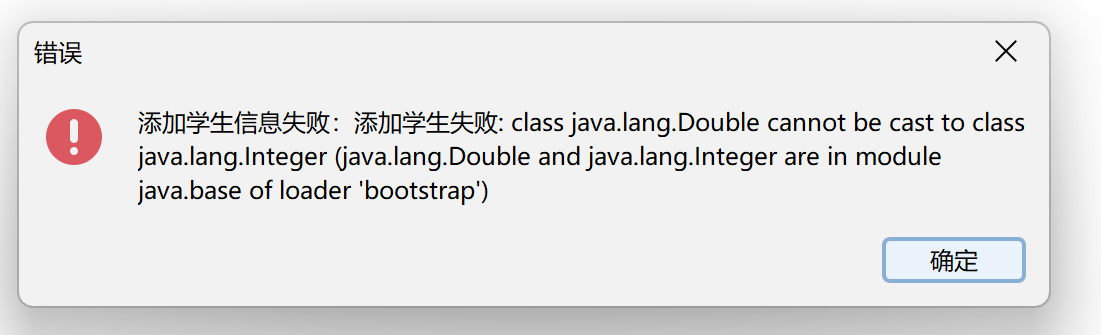 错误
添加学生信息失败：添加学生失败: class java.lang.Double cannot be cast to class
java.lang.Integer (java.lang.Double and java.lang.Integer are in module
java.base of loader 'bootstrap')
确定